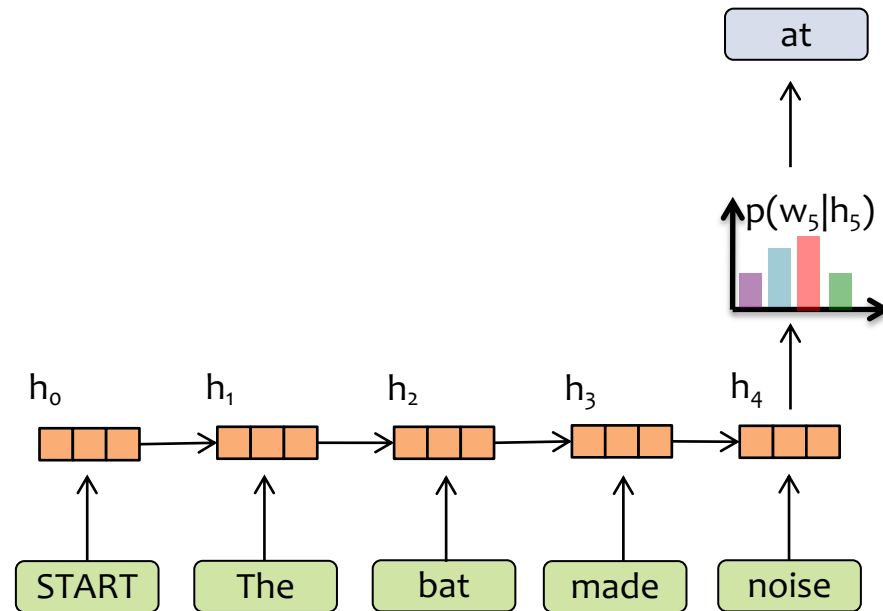 at
p(w₅|h₅)
h₀ h₁ h₂ h₃ h₄
START The bat made noise